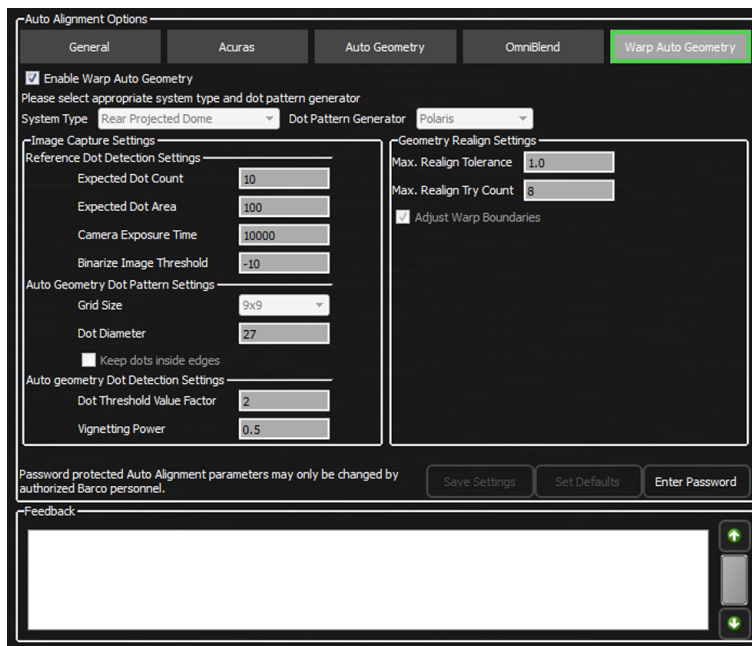 Auto Alignment Options
General Acuras Auto Geometry OmniBlend Warp Auto Geometry
Enable Warp Auto Geometry
Please select appropriate system type and dot pattern generator
System Type Rear Projected Dome Dot Pattern Generator Polaris
Image Capture Settings
Reference Dot Detection Settings
Expected Dot Count 10
Expected Dot Area 100
Camera Exposure Time 10000
Binarize Image Threshold -10
Auto Geometry Dot Pattern Settings
Grid Size 9x9
Dot Diameter 27
Keep dots inside edges
Auto geometry Dot Detection Settings
Dot Threshold Value Factor 2
Vignetting Power 0.5
Geometry Realign Settings
Max. Realign Tolerance 1.0
Max. Realign Try Count 8
Adjust Warp Boundaries
Password protected Auto Alignment parameters may only be changed by
authorized Barco personnel.
Save Settings Set Defaults Enter Password
Feedback